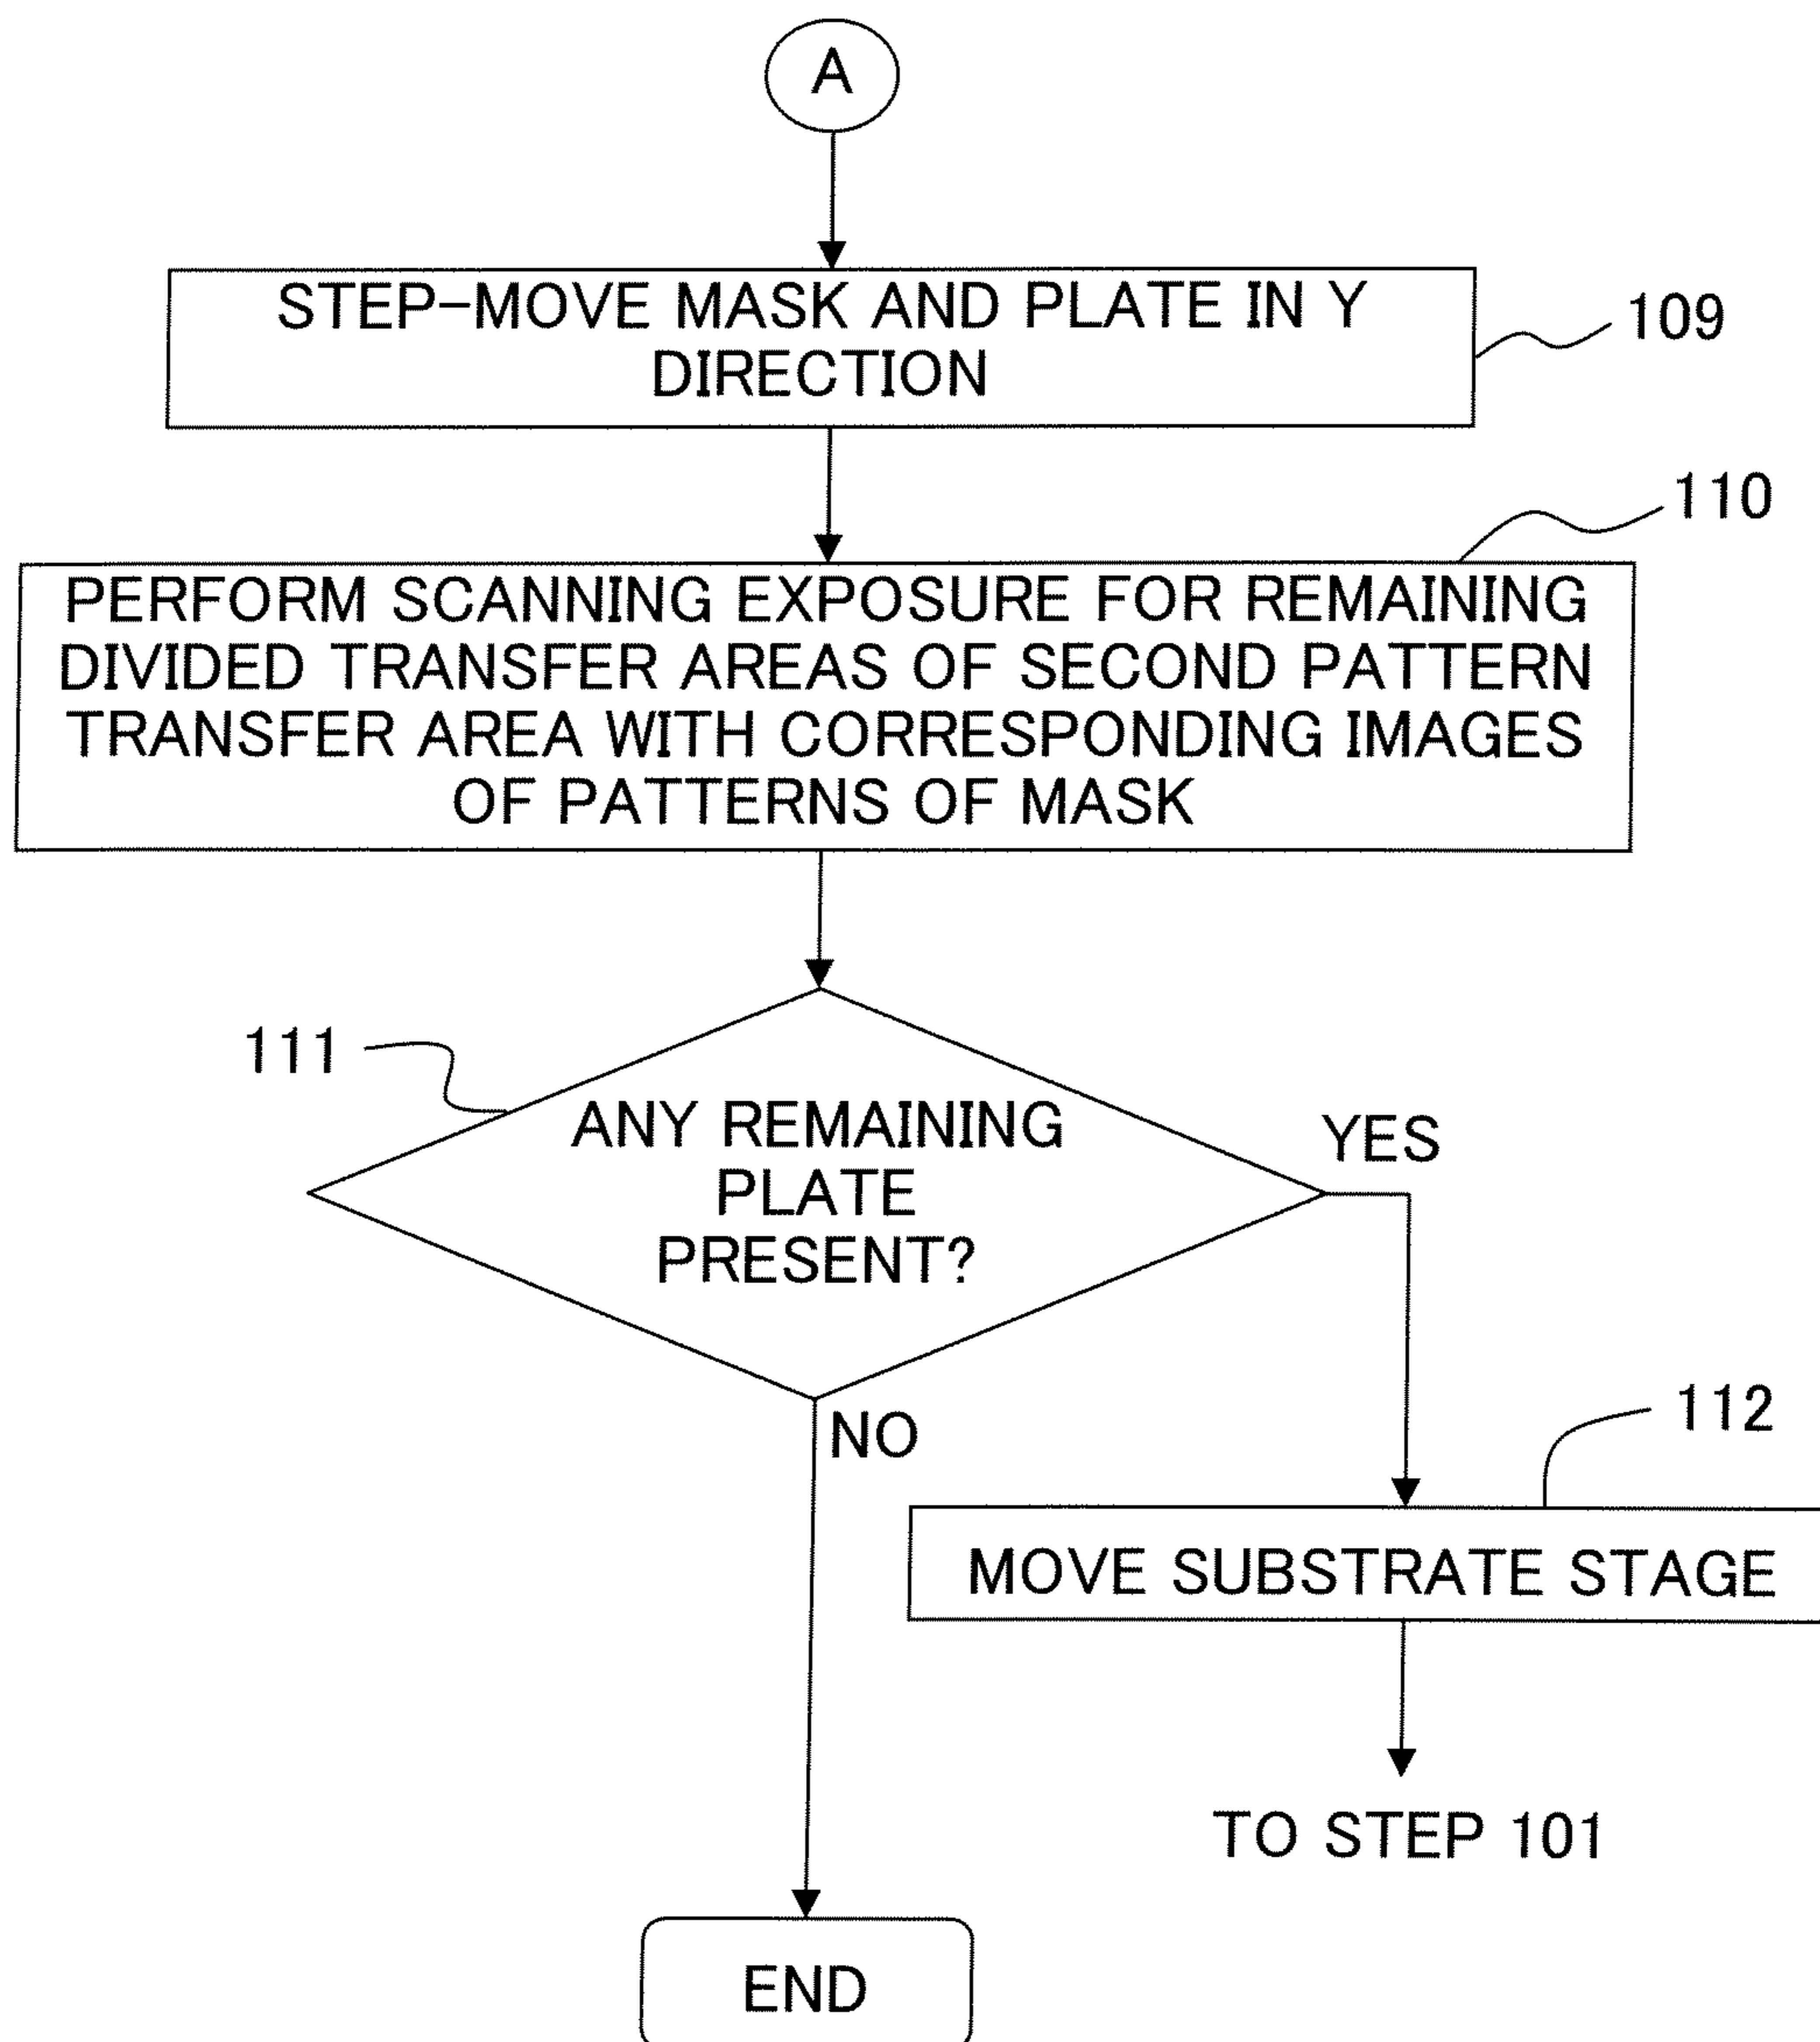 A
STEP-MOVE MASK AND PLATE IN Y
DIRECTION
109
110
PERFORM SCANNING EXPOSURE FOR REMAINING
DIVIDED TRANSFER AREAS OF SECOND PATTERN
TRANSFER AREA WITH CORRESPONDING IMAGES
OF PATTERNS OF MASK
111
ANY REMAINING
PLATE
PRESENT?
YES
NO
112
MOVE SUBSTRATE STAGE
TO STEP 101
END